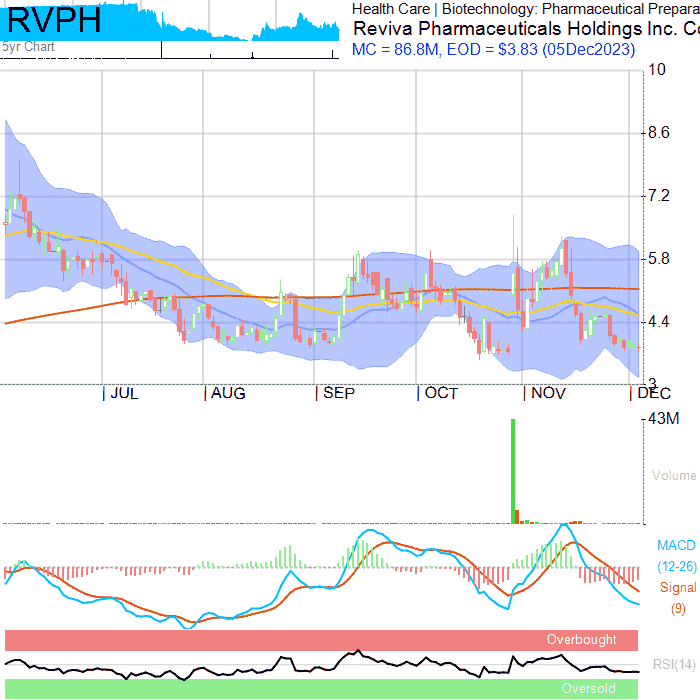 RVPH
5yr Chart
Health Care | Biotechnology: Pharmaceutical Prepara
Reviva Pharmaceuticals Holdings Inc. Co
MC = 86.8M, EOD = $3.83 (05Dec2023)
10
8.6
7.2
5.8
4.4
3
JUL AUG SEP OCT NOV DEC
43M
Volume
MACD
(12-26)
Signal
(9)
Overbought
RSI(14)
Oversold